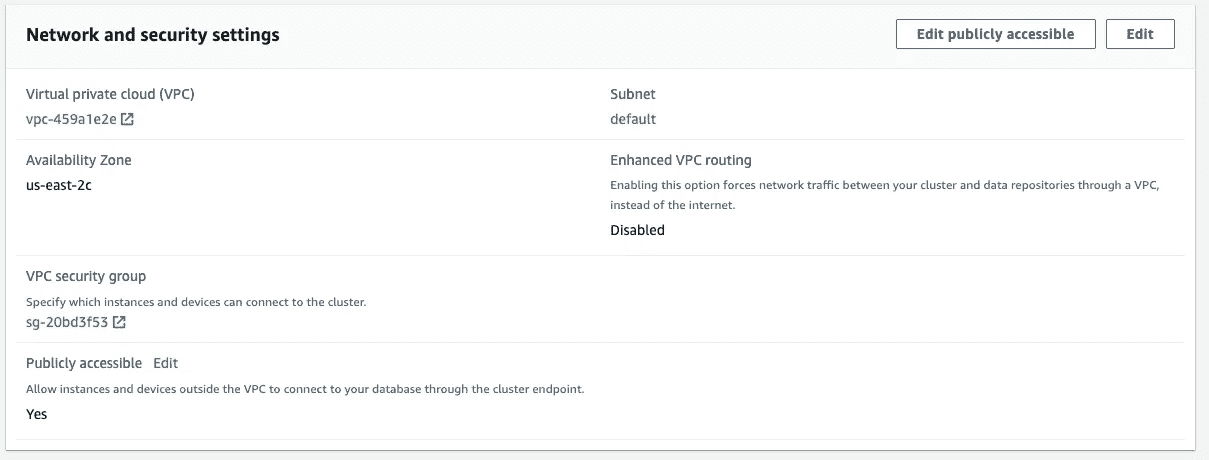 Network and security settings
Edit publicly accessible
Edit
Virtual private cloud (VPC)
vpc-459a1e2e
Subnet
default
Availability Zone
us-east-2c
Enhanced VPC routing
Enabling this option forces network traffic between your cluster and data repositories through a VPC,
instead of the internet.
Disabled
VPC security group
Specify which instances and devices can connect to the cluster.
sg-20bd3f53
Publicly accessible Edit
Allow instances and devices outside the VPC to connect to your database through the cluster endpoint.
Yes